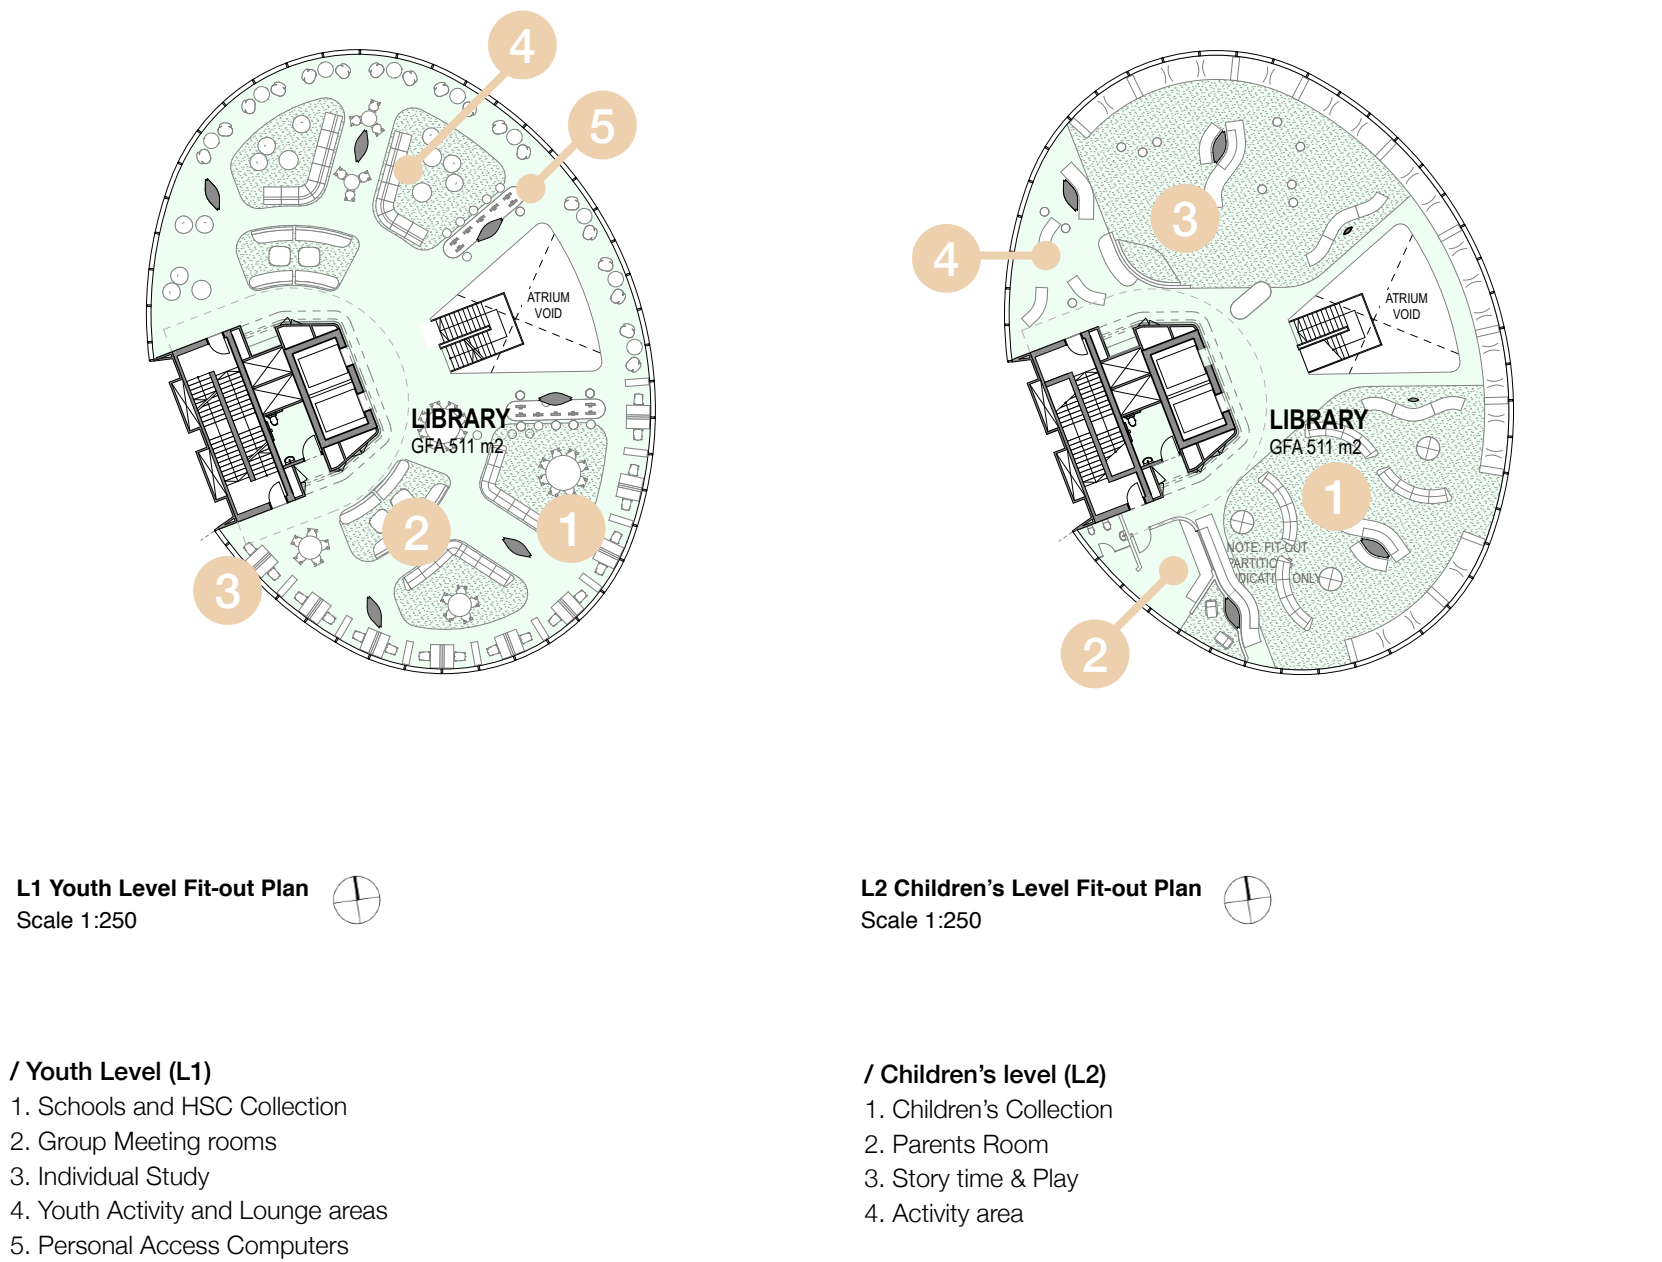 4
5
3
4
ATRIUM
VOID
ATRIUM
VOID
LIBRARY
GFA 511 m2
LIBRARY
GFA 511 m2
1
2
3
1
NOTE: FIT-OUT
ONLY
2
L1 Youth Level Fit-out Plan
Scale 1:250
L2 Children's Level Fit-out Plan
Scale 1:250
/ Youth Level (L1)
1. Schools and HSC Collection
2. Group Meeting rooms
3. Individual Study
4. Youth Activity and Lounge areas
5. Personal Access Computers
/ Children's level (L2)
1. Children's Collection
2. Parents Room
3. Story time & Play
4. Activity area